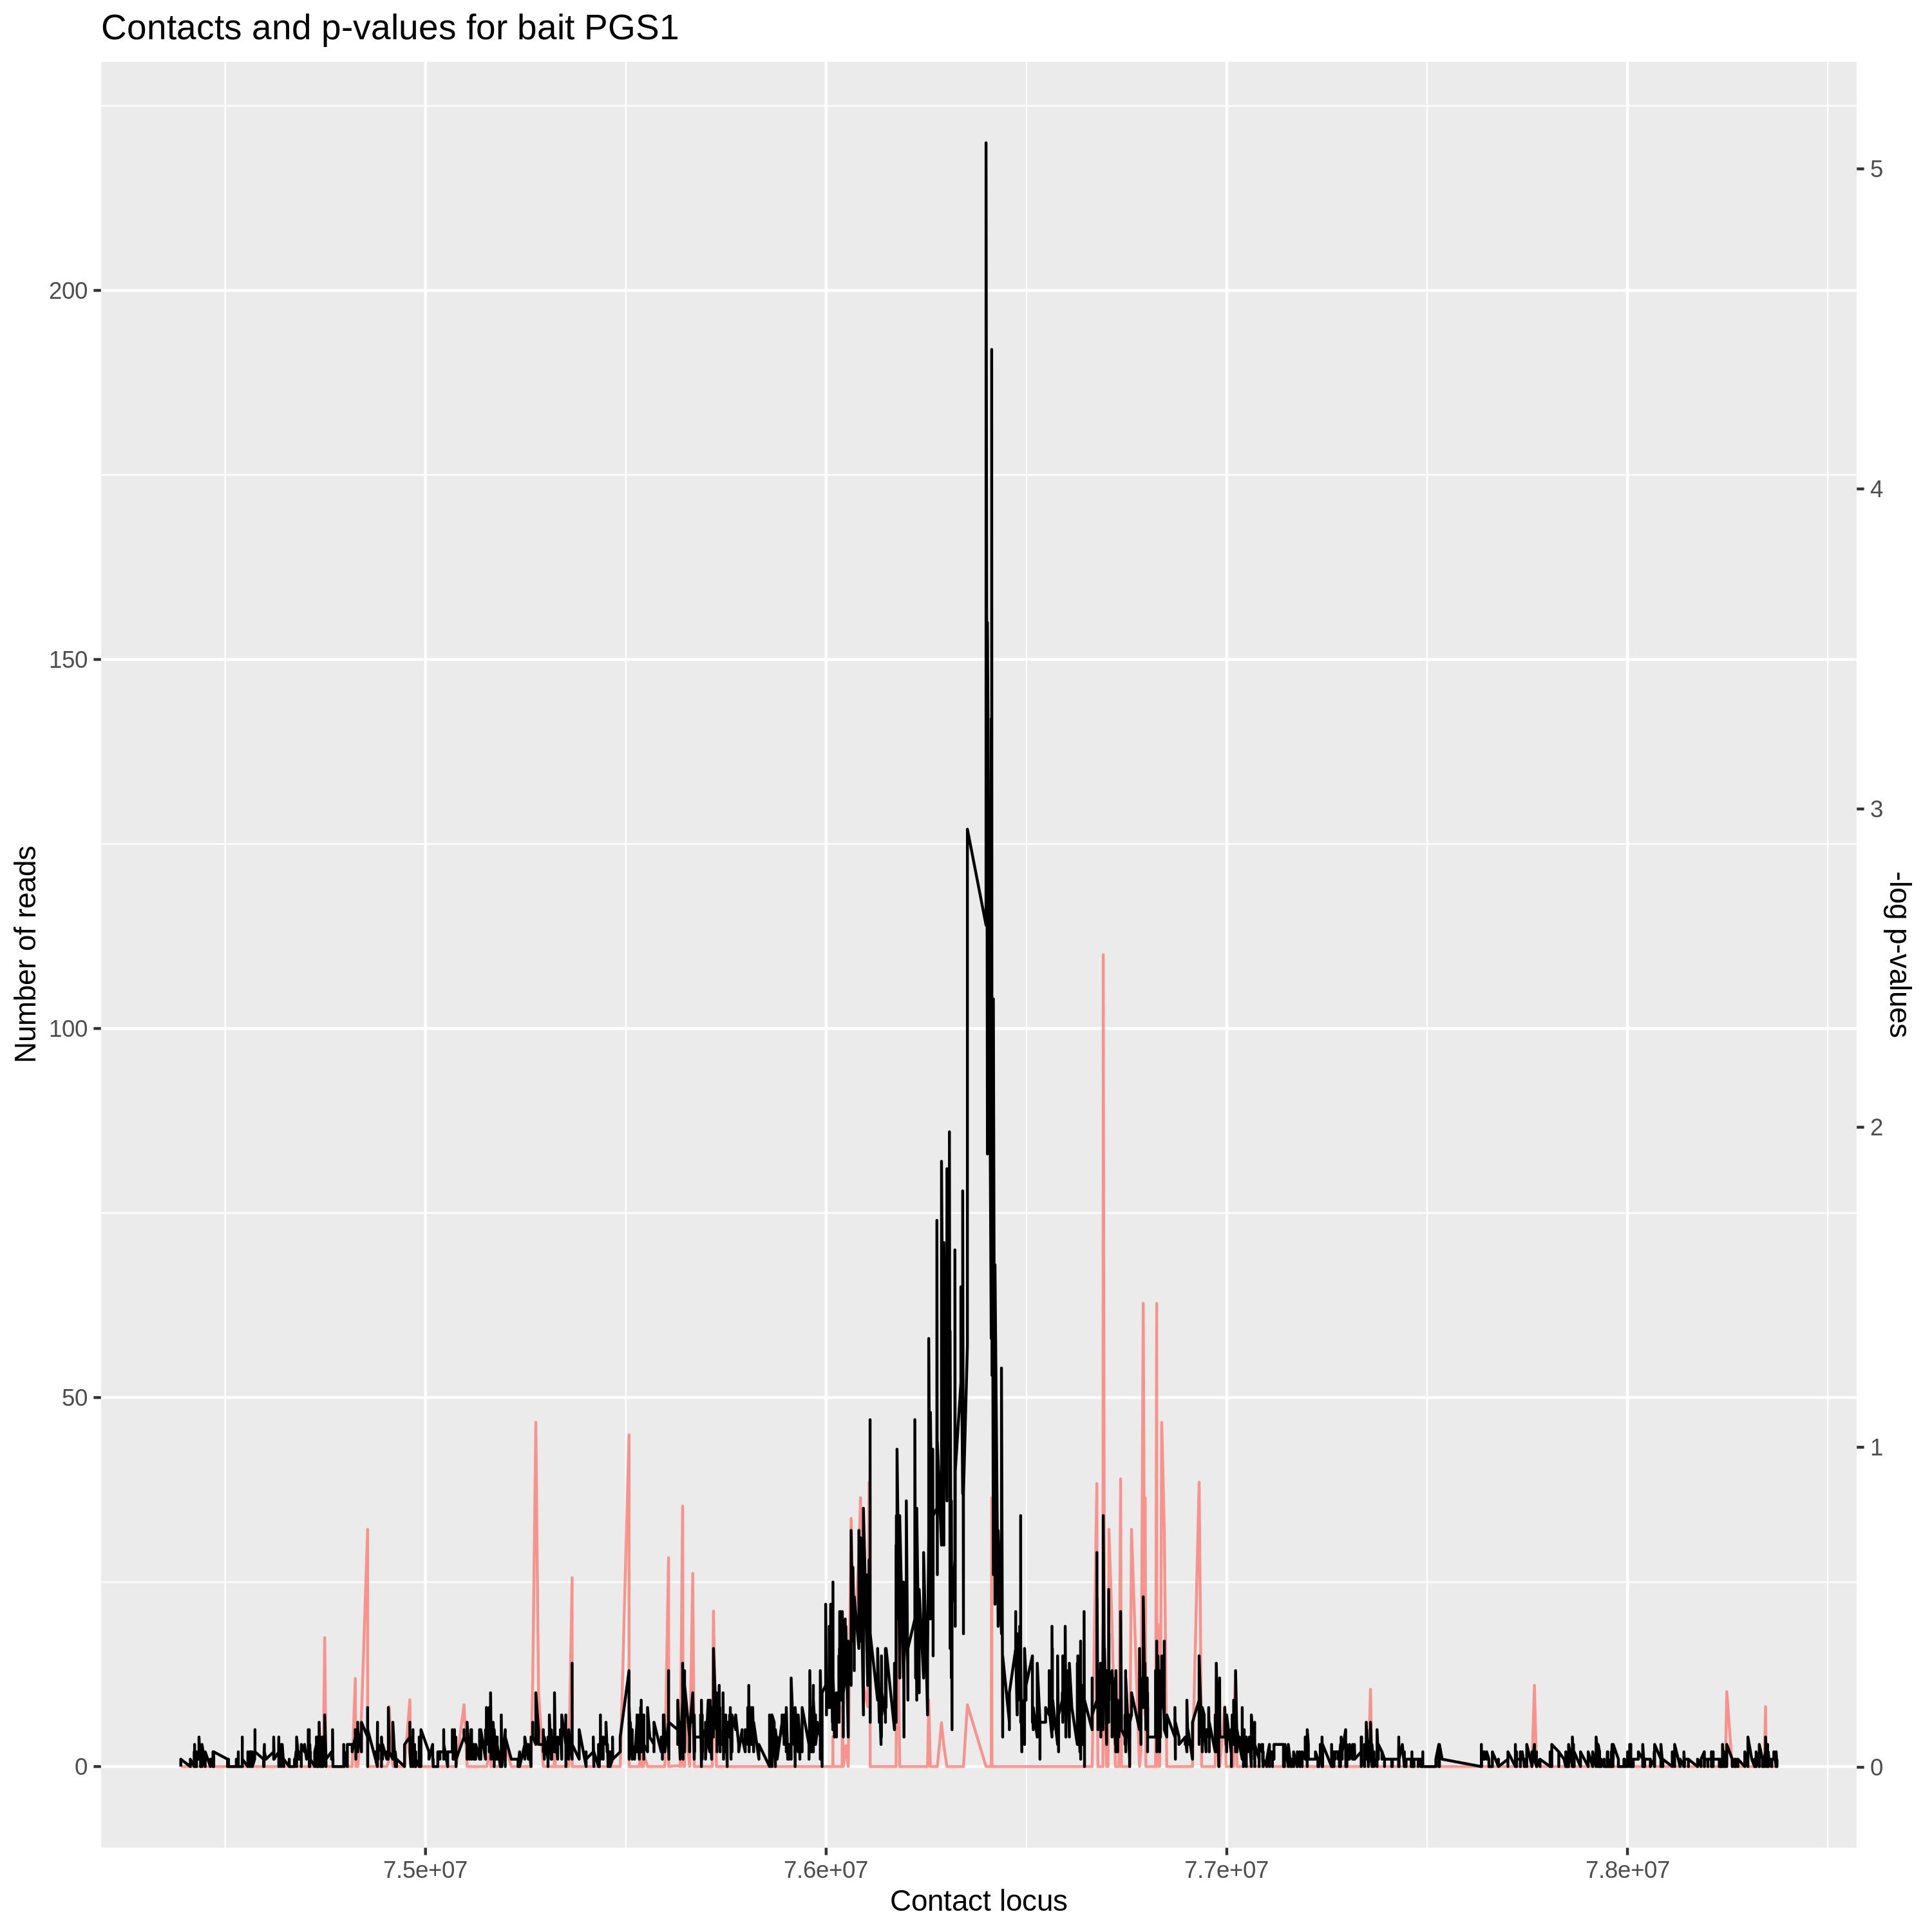 Contacts and p-values for bait PGS1
Number of reads
200
150
100
50
0
5
4
3
2
1
0
-log p-values
7.5e+07
7.6e+07
7.7e+07
7.8e+07
Contact locus